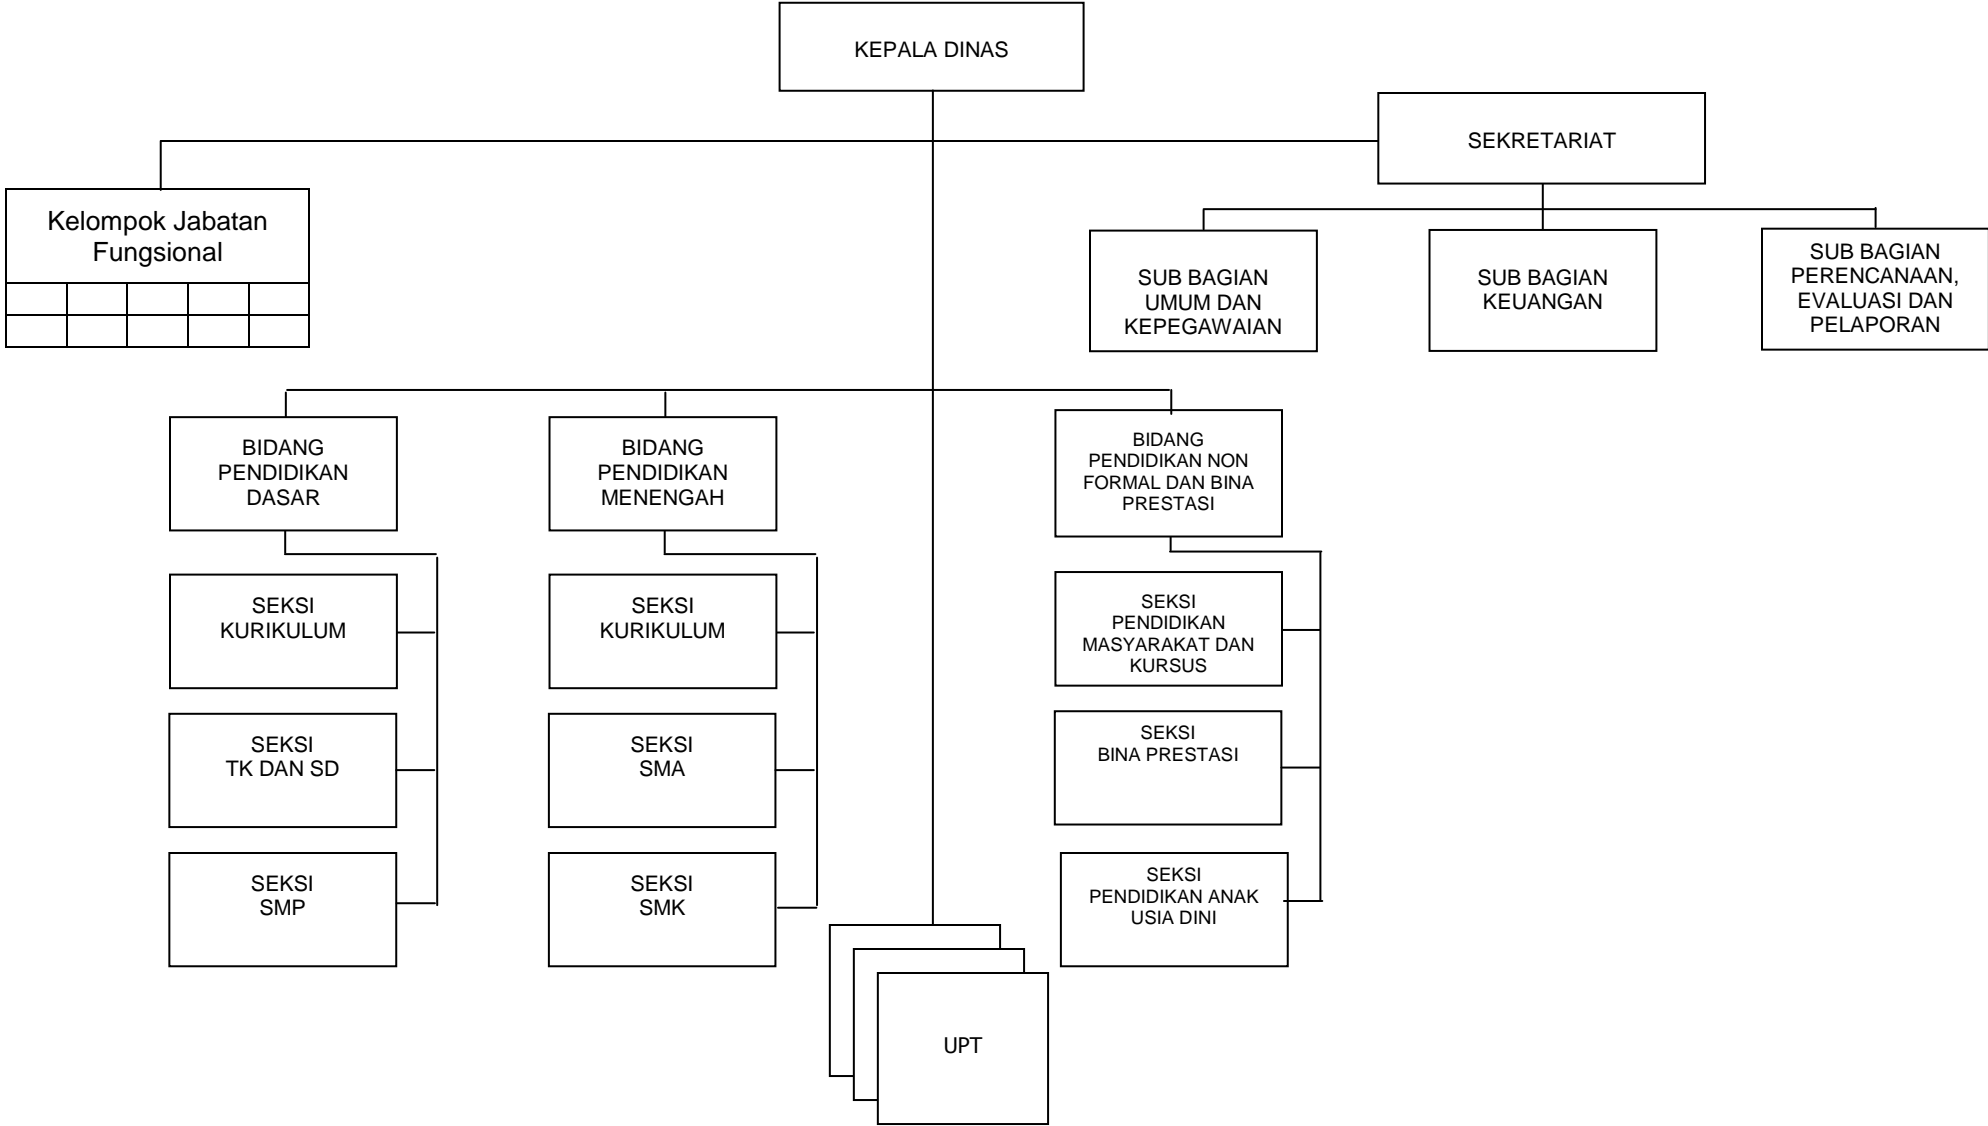 KEPALA DINAS
SEKRETARIAT
Kelompok Jabatan
Fungsional
SUB BAGIAN
UMUM DAN
KEPEGAWAIAN
SUB BAGIAN
KEUANGAN
SUB BAGIAN
PERENCANAAN,
EVALUASI DAN
PELAPORAN
BIDANG
PENDIDIKAN
DASAR
BIDANG
PENDIDIKAN
MENENGAH
BIDANG
PENDIDIKAN NON
FORMAL DAN BINA
PRESTASI
SEKSI
KURIKULUM
SEKSI
KURIKULUM
SEKSI
PENDIDIKAN
MASYARAKAT DAN
KURSUS
SEKSI
TK DAN SD
SEKSI
SMA
SEKSI
BINA PRESTASI
SEKSI
SMP
SEKSI
SMK
SEKSI
PENDIDIKAN ANAK
USIA DINI
UPT